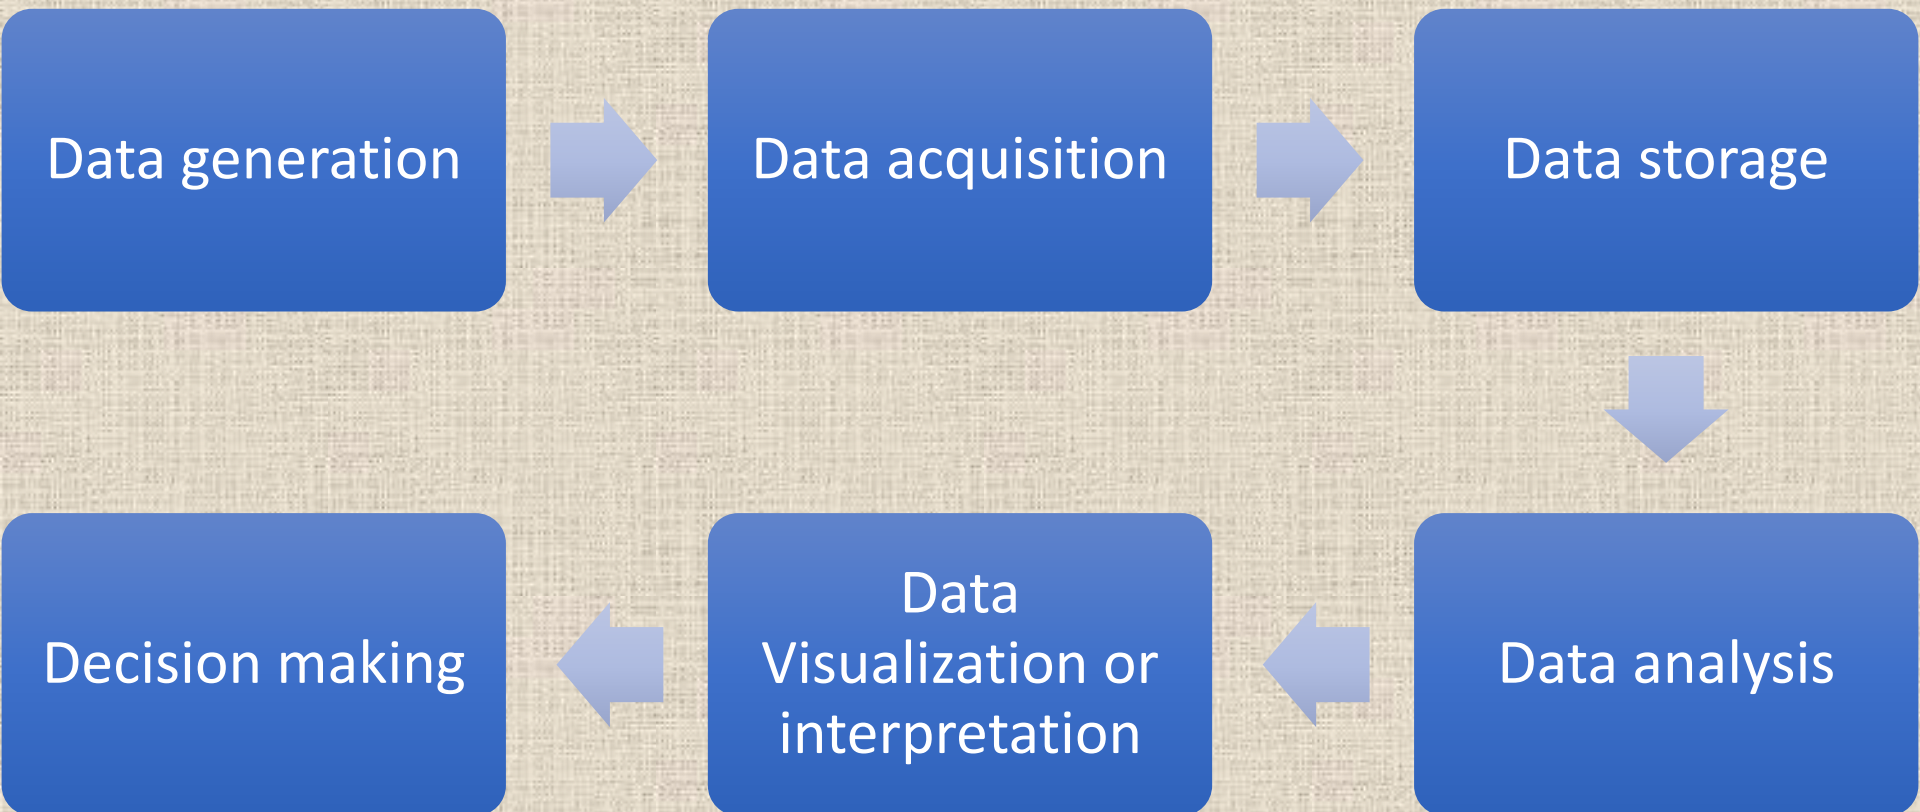 Data generation
Data acquisition
Data storage
Data analysis
Data
Visualization or
interpretation
Decision making